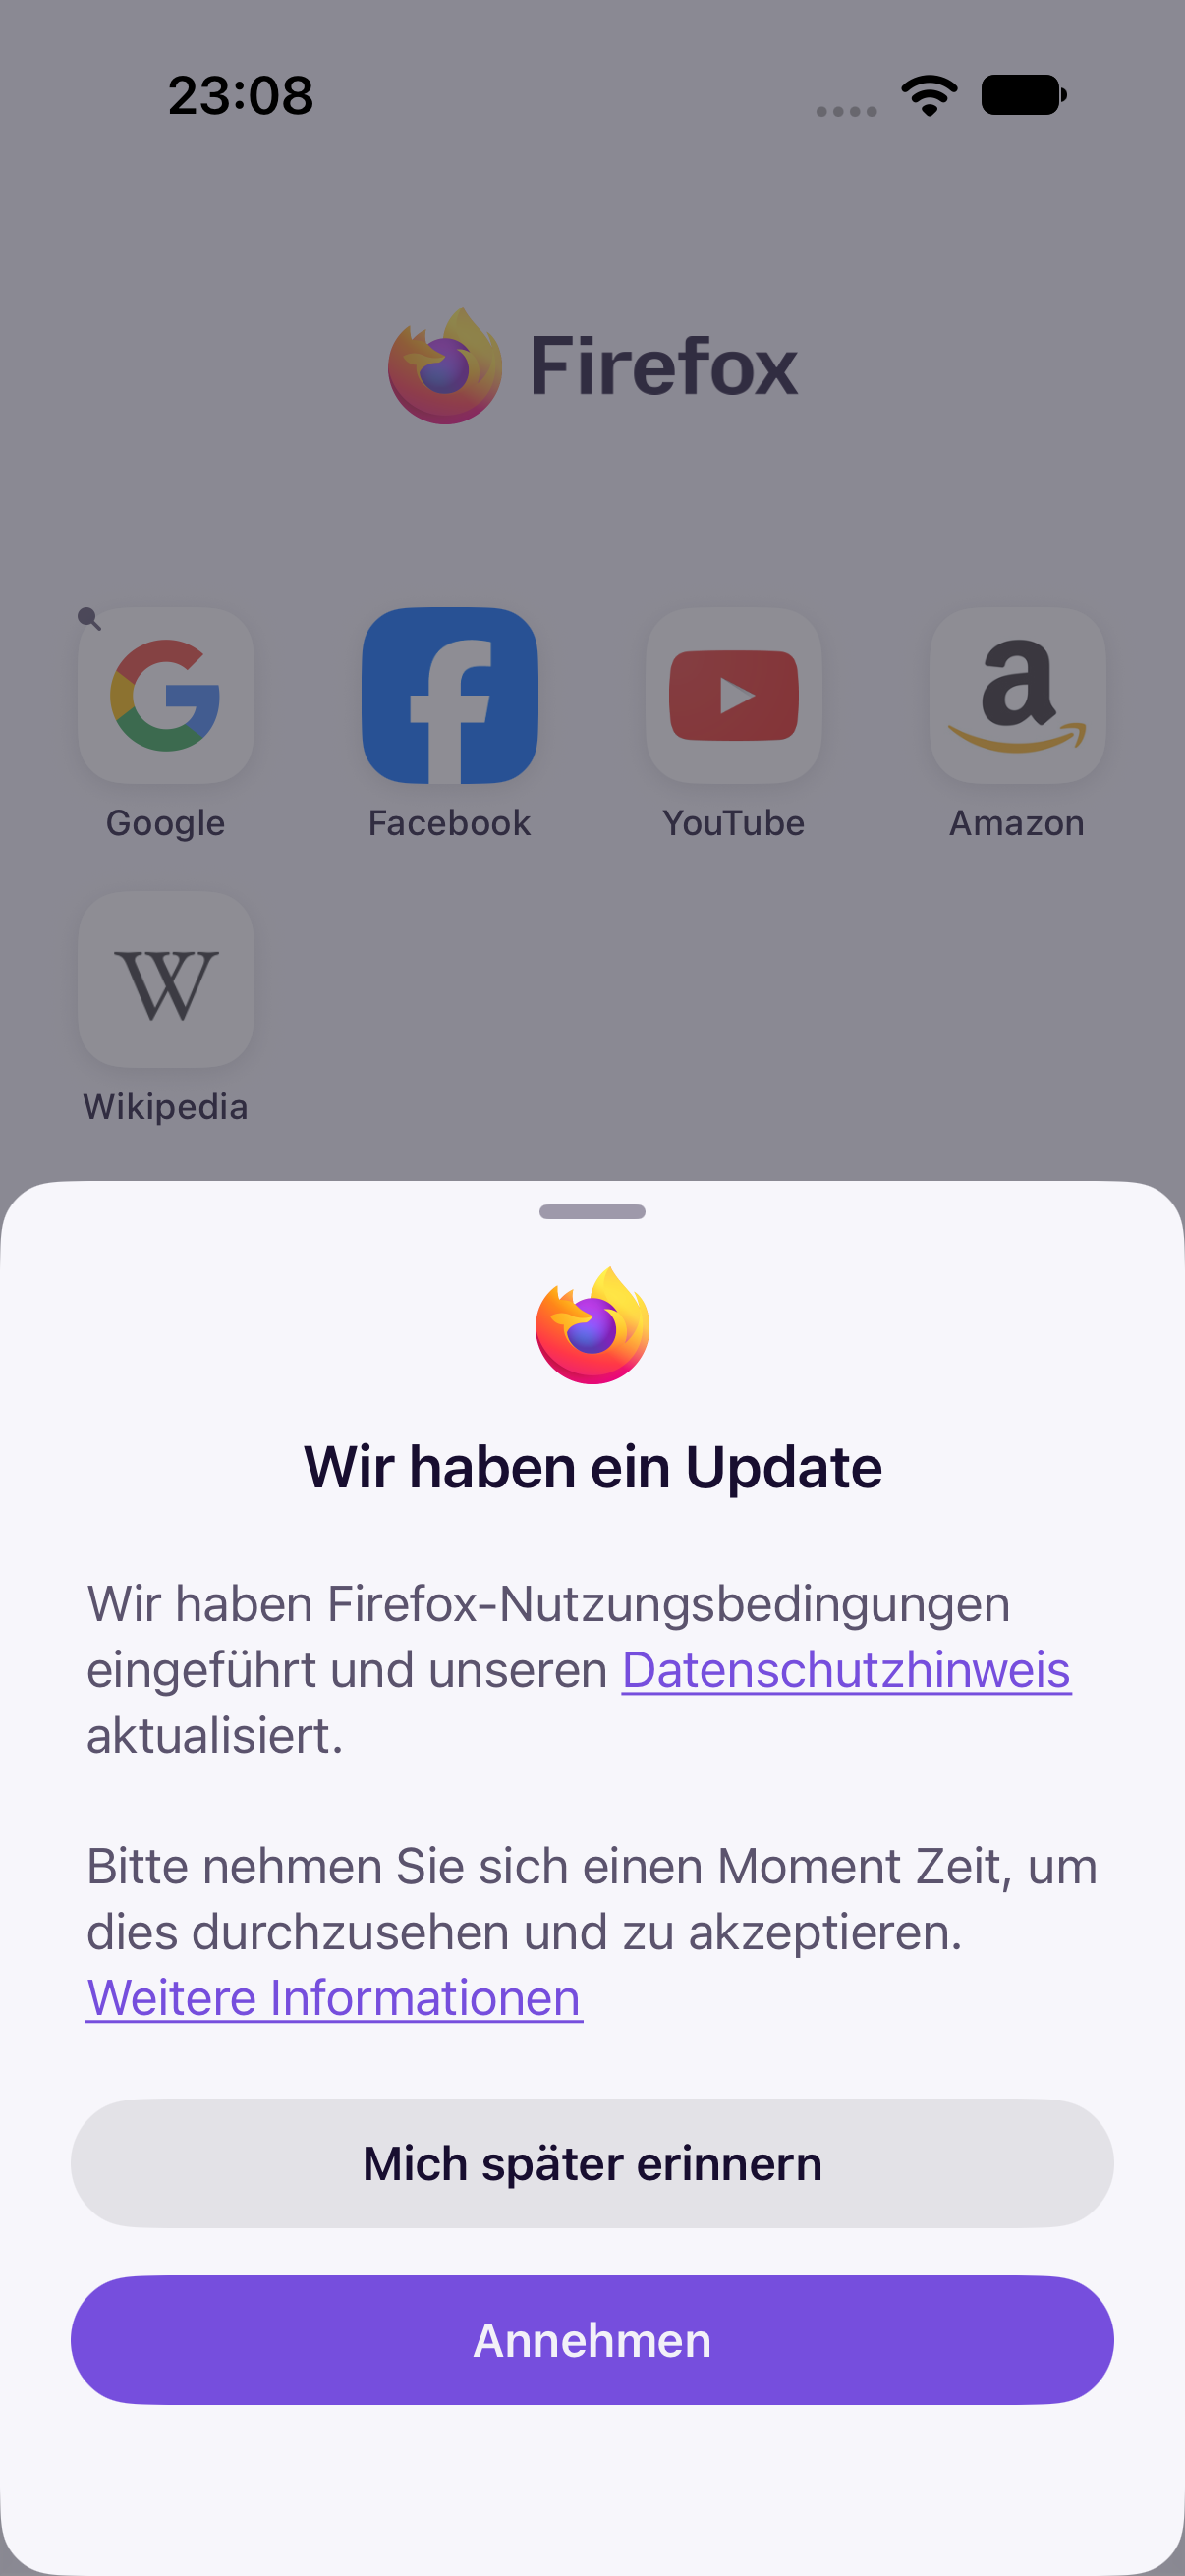 23:08
Firefox
Google
Facebook
YouTube
Amazon
Wikipedia
Wir haben ein Update
Wir haben Firefox-Nutzungsbedingungen
eingeführt und unseren Datenschutzhinweis
aktualisiert.
Bitte nehmen Sie sich einen Moment Zeit, um
dies durchzusehen und zu akzeptieren.
Weitere Informationen
Mich später erinnern
Annehmen